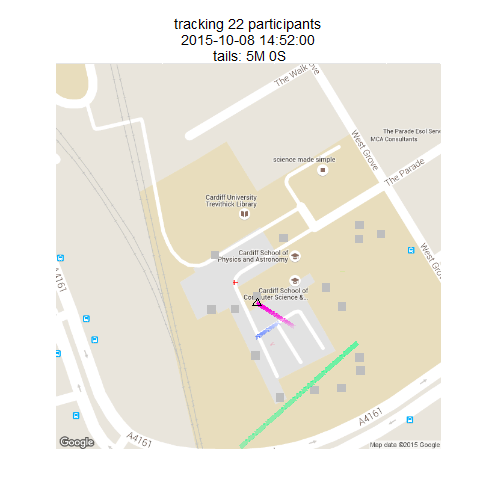 tracking 22 participants
2015-10-08 14:52:00
tails: 5M 0S
The Walk
West Grove
The Parade Esol Serv
MCA Consultants
science made simple
The Parade
Cardiff University
Trevithick Library
West Gro
Cardiff School of
Physics and Astronomy
A4161
Cardiff School of
Computer Science &...
A4161
A4161
Google
Map data ©2015 Google